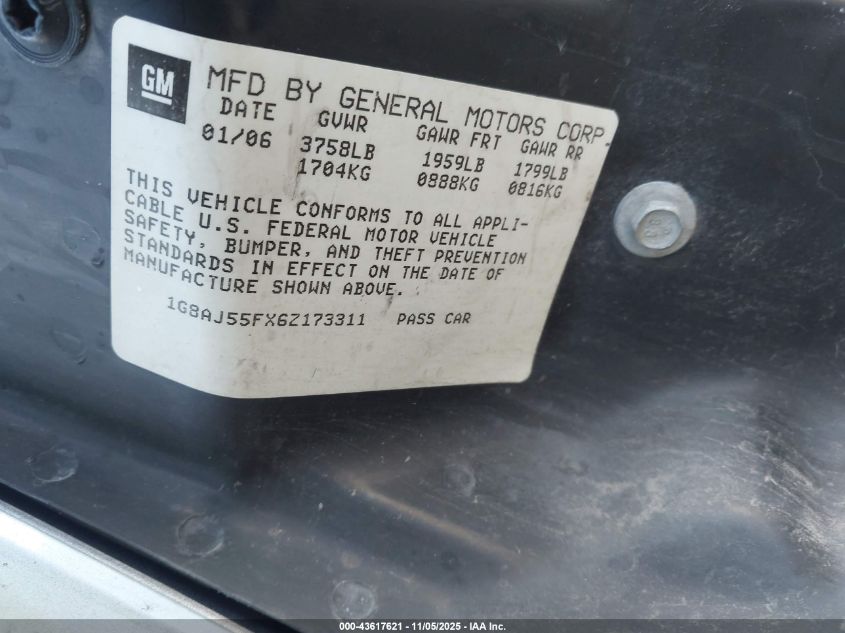 GM
MFD BY GENERAL MOTORS CORP.
DATE GVWR GAWR FRT GAWR RR
01/06 3758LB 1959LB 1799LB
1704KG 0888KG 0816KG
THIS VEHICLE CONFORMS TO ALL APPLI-
CABLE U.S. FEDERAL MOTOR VEHICLE
SAFETY, BUMPER, AND THEFT PREVENTION
STANDARDS IN EFFECT ON THE DATE OF
MANUFACTURE SHOWN ABOVE.
1G8AJ55FX6Z173311 PASS CAR
000-43617621 - 11/05/2025 - IAA Inc.